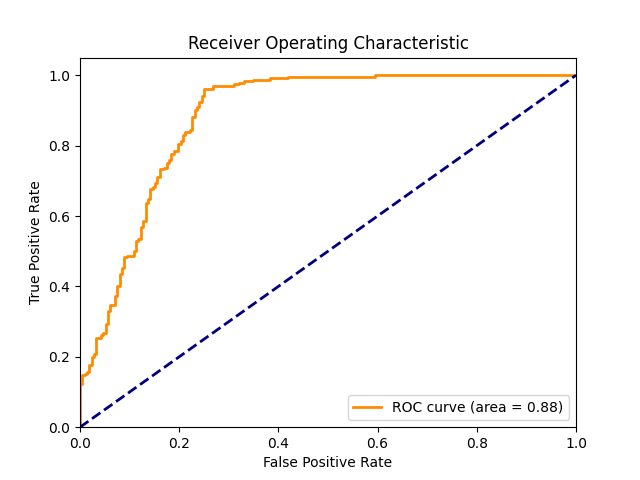 Receiver Operating Characteristic
1.0
0.8
0.6
0.4
0.2
0.0
True Positive Rate
0.0 0.2 0.4 0.6 0.8 1.0
False Positive Rate
ROC curve (area = 0.88)